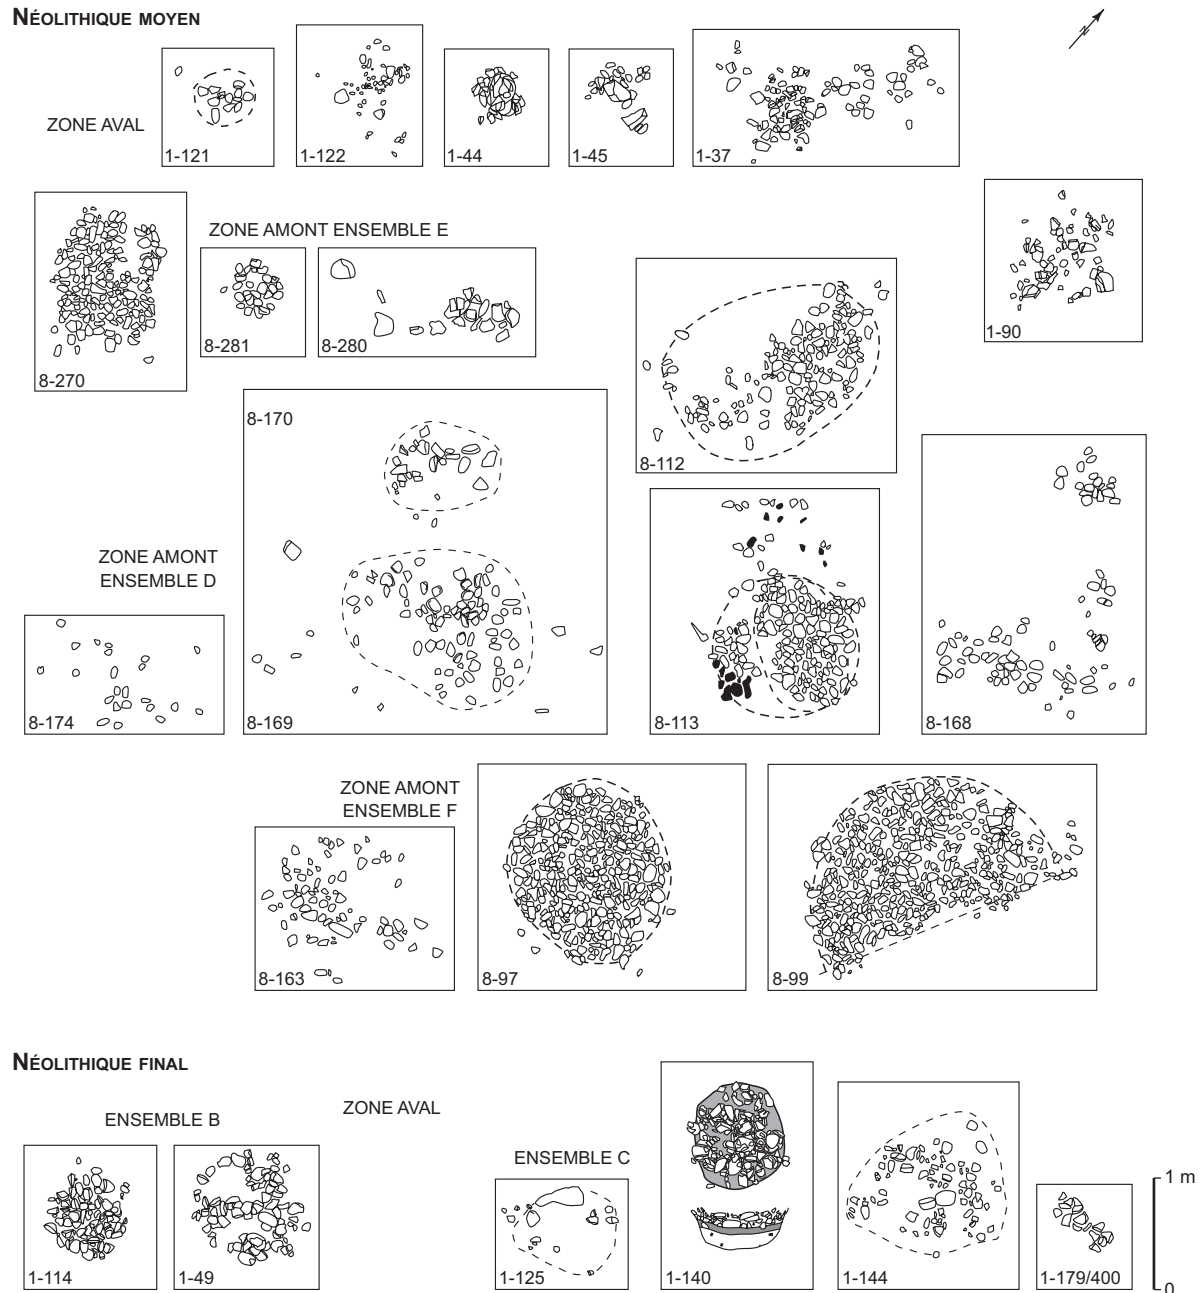 NÉOLITHIQUE MOYEN
N
ZONE AVAL
1-121
1-122
1-44
1-45
1-37
ZONE AMONT ENSEMBLE E
8-270
8-281
8-280
8-112
1-90
8-170
ZONE AMONT
ENSEMBLE D
8-174
8-169
8-113
8-168
ZONE AMONT
ENSEMBLE F
8-163
8-97
8-99
NÉOLITHIQUE FINAL
ENSEMBLE B
ZONE AVAL
ENSEMBLE C
1-114
1-49
1-125
1-140
1-144
1-179/400
1 m
0